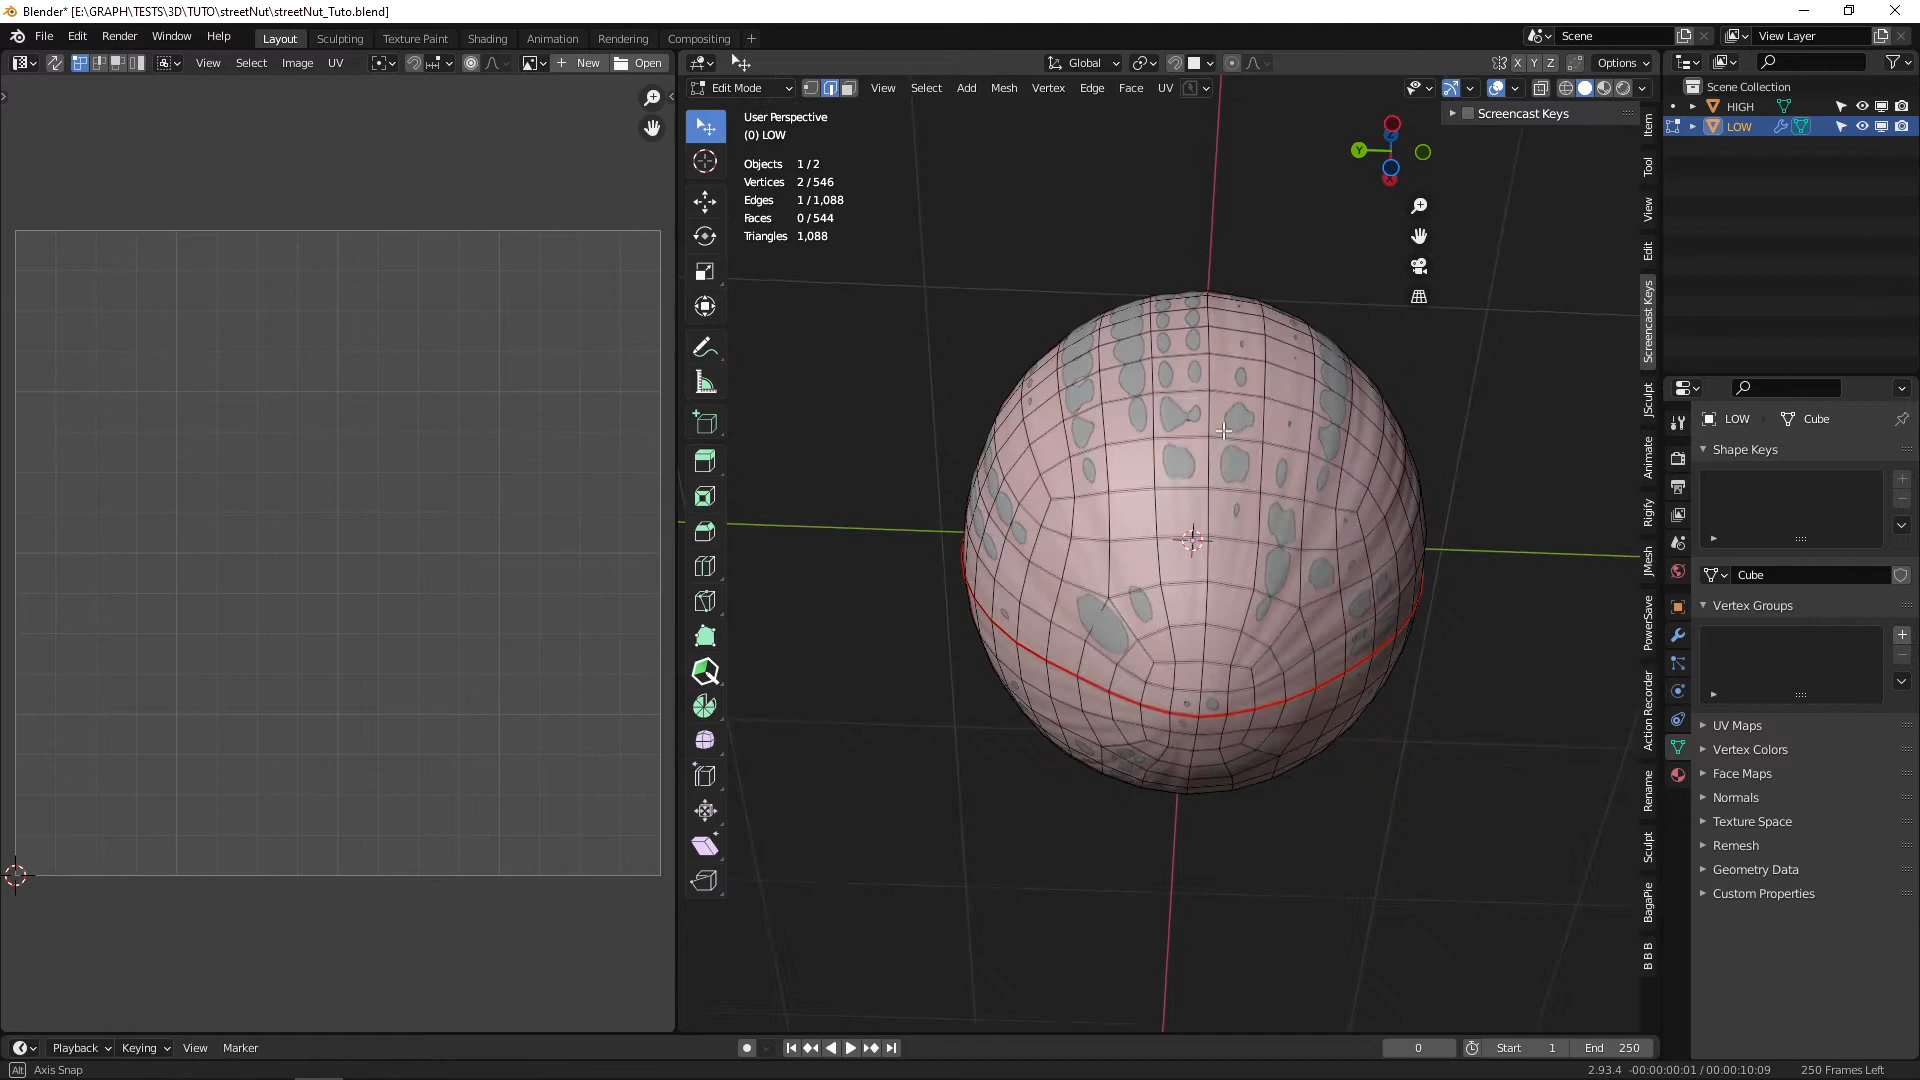 Blender* [E:\GRAPH\TESTS\3D\TUTO\streetNut\streetNut_Tuto.blend]
File Edit Render Window Help Layout Sculpting Texture Paint Shading Animation Rendering Compositing + Scene View Layer
View Select Image UV + New Open Global X Y Z Options
Edit Mode View Select Add Mesh Vertex Edge Face UV
Scene Collection
HIGH
LOW
User Perspective
(0) LOW
Objects 1 / 2
Vertices 2 / 546
Edges 1 / 1,088
Faces 0 / 544
Triangles 1,088
Screencast Keys
Y
Z
X
Item
Tool
View
Edit
Screencast Keys
JSculpt
Animate
Rigify
JMesh
PowerSave
Action Recorder
Rename
Sculpt
BagaPie
B B B
LOW Cube
Shape Keys
Cube
Vertex Groups
UV Maps
Vertex Colors
Face Maps
Normals
Texture Space
Remesh
Geometry Data
Custom Properties
Playback Keying View Marker 0 Start 1 End 250
Alt Axis Snap 2.93.4 -00:00:00:01 / 00:00:10:09 250 Frames Left